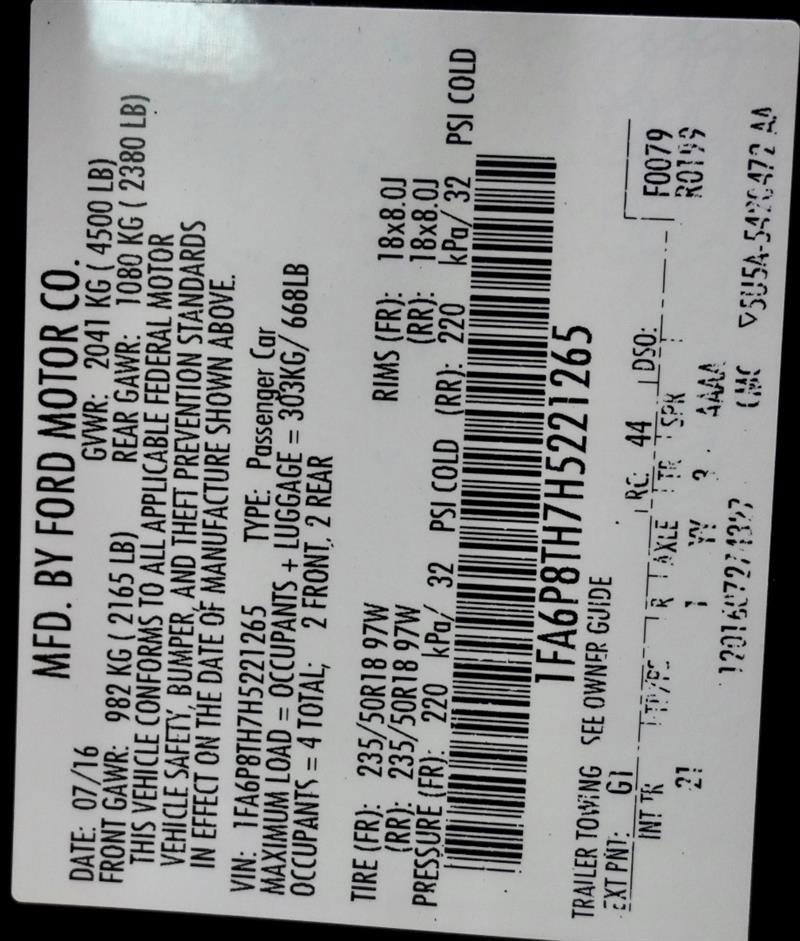 MFD. BY FORD MOTOR CO.
DATE: 07/16 GVWR: 2041 KG ( 4500 LB)
FRONT GAWR: 982 KG ( 2165 LB) REAR GAWR: 1080 KG ( 2380 LB)
THIS VEHICLE CONFORMS TO ALL APPLICABLE FEDERAL MOTOR
VEHICLE SAFETY, BUMPER, AND THEFT PREVENTION STANDARDS
IN EFFECT ON THE DATE OF MANUFACTURE SHOWN ABOVE.
VIN: 1FA6P8TH7H5221265 TYPE: Passenger Car
MAXIMUM LOAD = OCCUPANTS + LUGGAGE = 303KG/ 668LB
OCCUPANTS = 4 TOTAL; 2 FRONT, 2 REAR
TIRE (FR): 235/50R18 97W RIMS (FR): 18x8.0J
(RR): 235/50R18 97W (RR): 18x8.0J
PRESSURE (FR): 220 kPa/ 32 PSI COLD (RR): 220 kPa/ 32 PSI COLD
1FA6P8TH7H5221265
TRAILER TOWING SEE OWNER GUIDE
EXT PNT: G1 RC: 44 DSO: F0079
INT TR R AXLE TR SPR R0199
21 YY AAAA